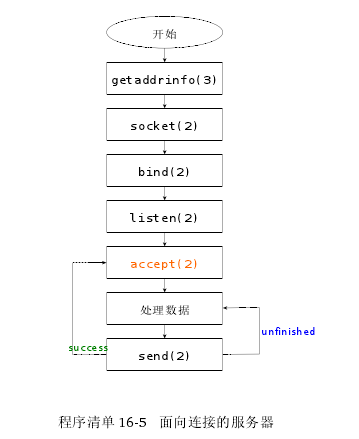 开始
getaddrinfo(3)
socket(2)
bind(2)
listen(2)
accept(2)
处理数据
unfinished
success
send(2)
程序清单 16-5 面向连接的服务器